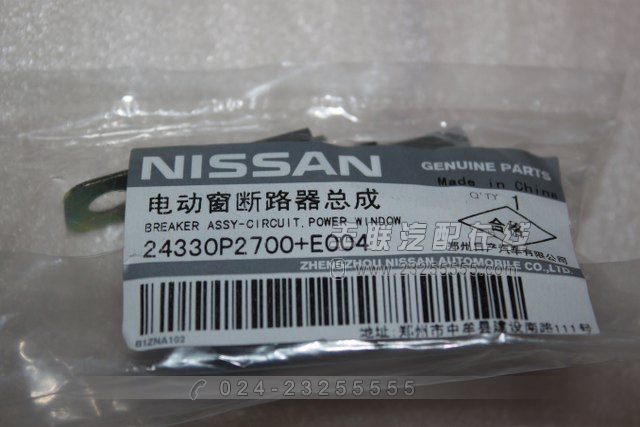 NISSAN
GENUINE PARTS
Made in China
Q'TY 1
电动窗断路器总成
BREAKER ASSY-CIRCUIT, POWER WINDOW
合格
24330P2700+E004
ZHENGZHOU NISSAN AUTOMOBILE CO.,LTD.
B1ZNA102
地址:郑州市中牟县建设南路111号
024-23255555